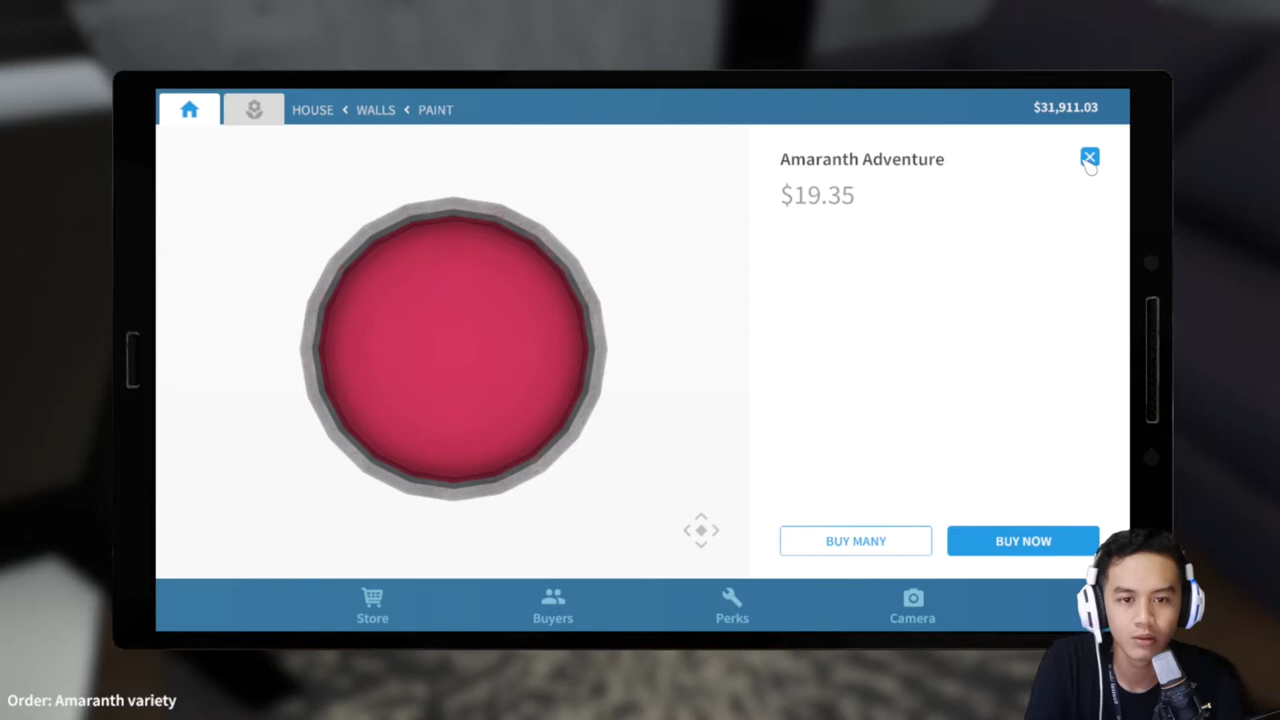 HOUSE < WALLS < PAINT
$31,911.03
Amaranth Adventure
$19.35
BUY MANY
BUY NOW
Store
Buyers
Perks
Camera
Order: Amaranth variety